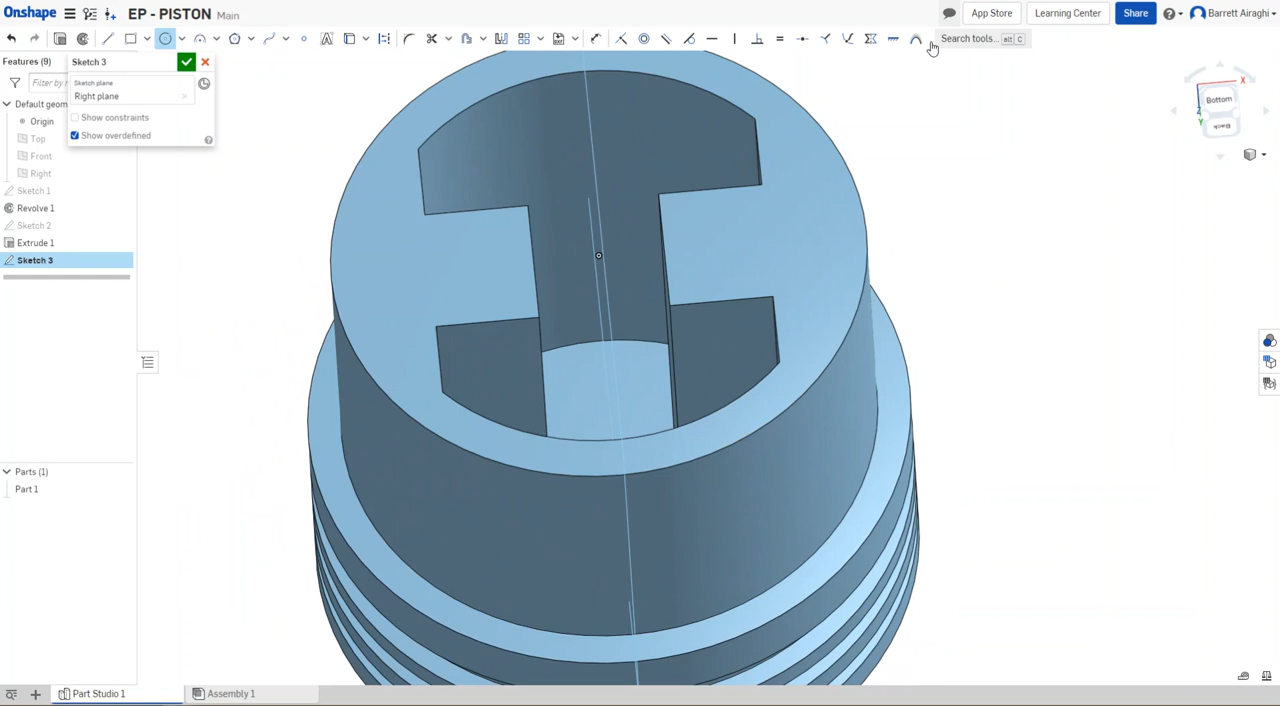 Onshape EP - PISTON Main App Store Learning Center Share Barrett Airaghi
Search tools... alt C
Features (9)
Sketch 3
Sketch plane
Right plane
Show constraints
Show overdefined
Default geom
Origin
Top
Front
Right
Sketch 1
Revolve 1
Sketch 2
Extrude 1
Sketch 3
X
Bottom
Back
Z
Y
Parts (1)
Part 1
Part Studio 1 Assembly 1